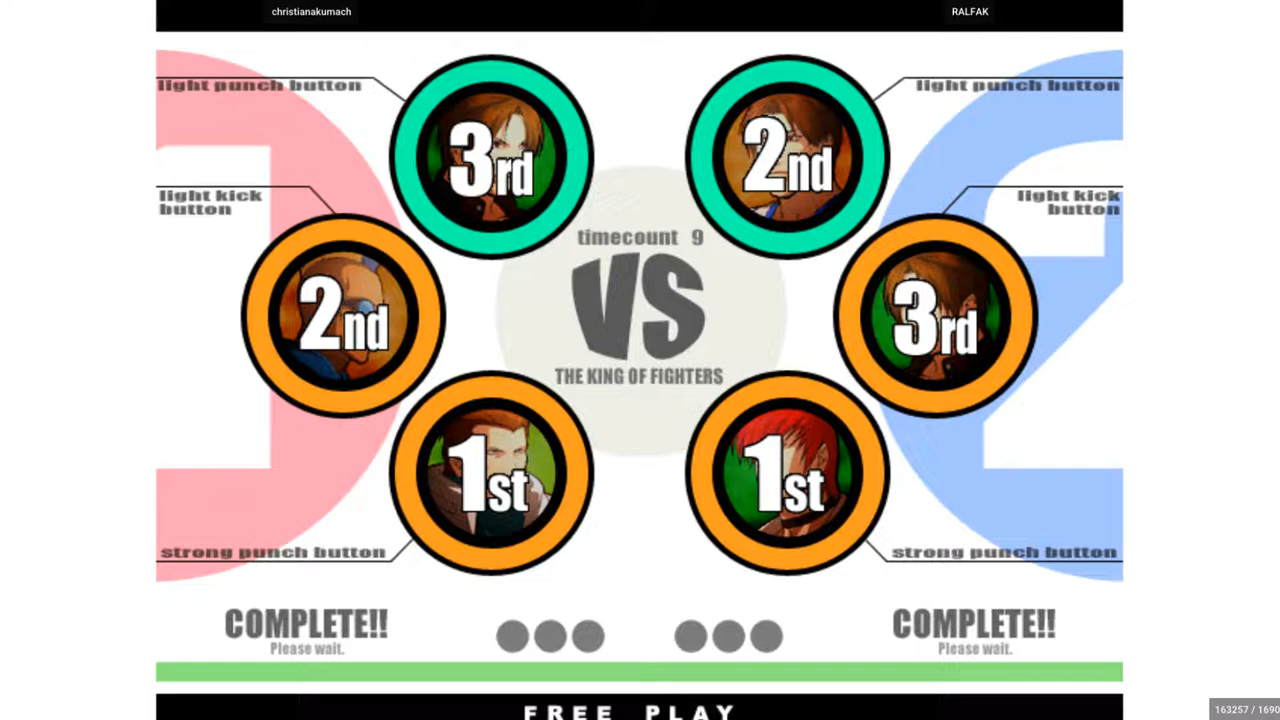 christianakumach
RALFAK
light punch button
light punch button
3rd
2nd
light kick
button
light kick
button
timecount 9
VS
2nd
3rd
THE KING OF FIGHTERS
1st
1st
strong punch button
strong punch button
COMPLETE!!
Please wait.
COMPLETE!!
Please wait.
FREE PLAY
163257 / 1690